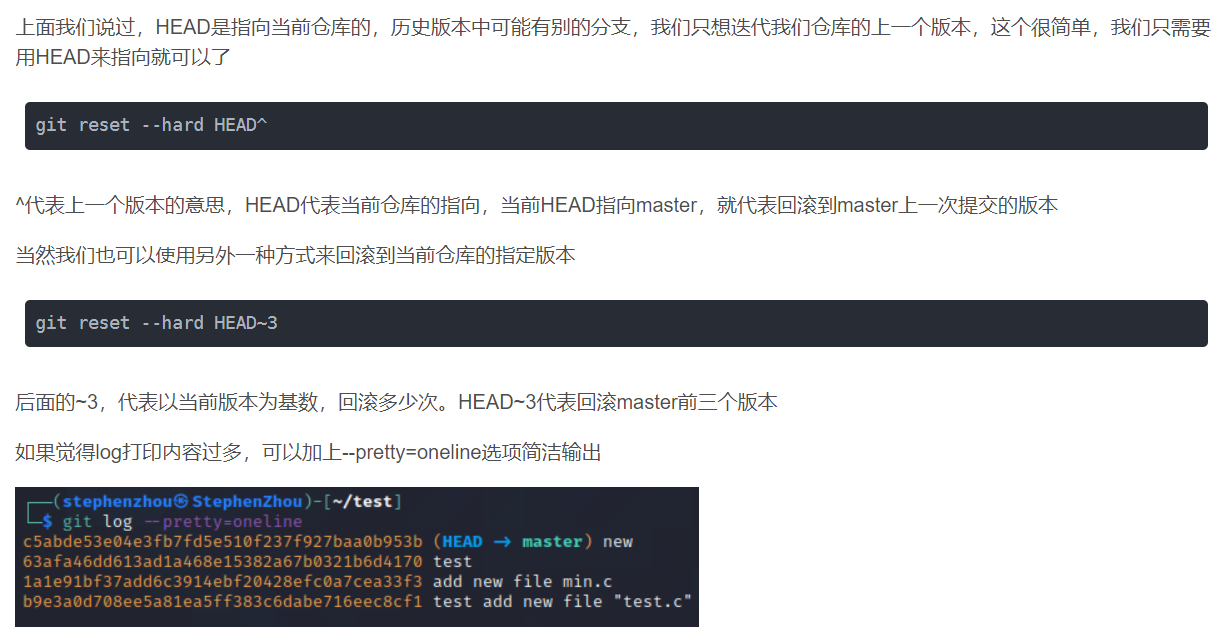 上面我们说过，HEAD是指向当前仓库的，历史版本中可能有别的分支，我们只想迭代我们仓库的上一个版本，这个很简单，我们只需要
用HEAD来指向就可以了
git reset --hard HEAD^
^代表上一个版本的意思，HEAD代表当前仓库的指向，当前HEAD指向master，就代表回滚到master上一次提交的版本
当然我们也可以使用另外一种方式来回滚到当前仓库的指定版本
git reset --hard HEAD~3
后面的~3，代表以当前版本为基数，回滚多少次。HEAD~3代表回滚master前三个版本
如果觉得log打印内容过多，可以加上--pretty=oneline选项简洁输出
┌──(stephenzhou㉿StephenZhou)-[~/test]
└─$ git log --pretty=oneline
c5abde53e04e3fb7fd5e510f237f927baa0b953b (HEAD → master) new
63afa46dd613ad1a468e15382a67b0321b6d4170 test
1a1e91bf37add6c3914ebf20428efc0a7cea33f3 add new file min.c
b9e3a0d708ee5a81ea5ff383c6dabe716eec8cf1 test add new file "test.c"